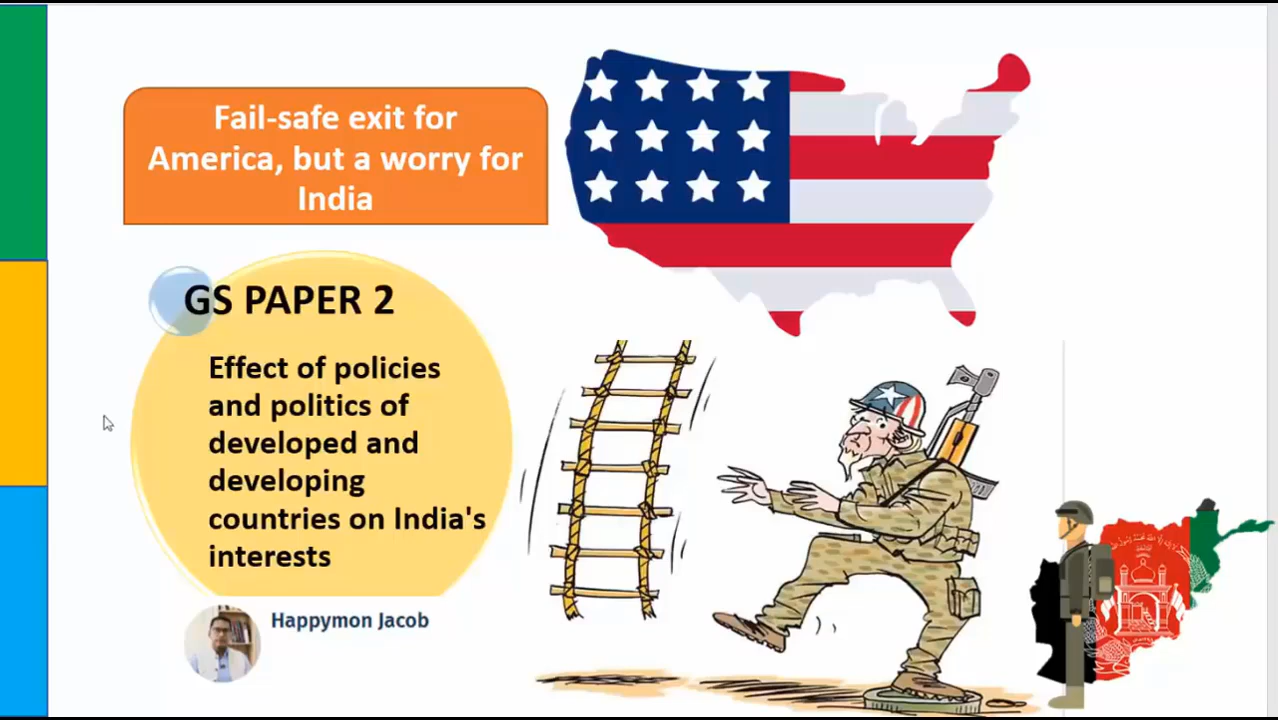 Fail-safe exit for
America, but a worry for
India
GS PAPER 2
Effect of policies
and politics of
developed and
developing
countries on India's
interests
Happymon Jacob